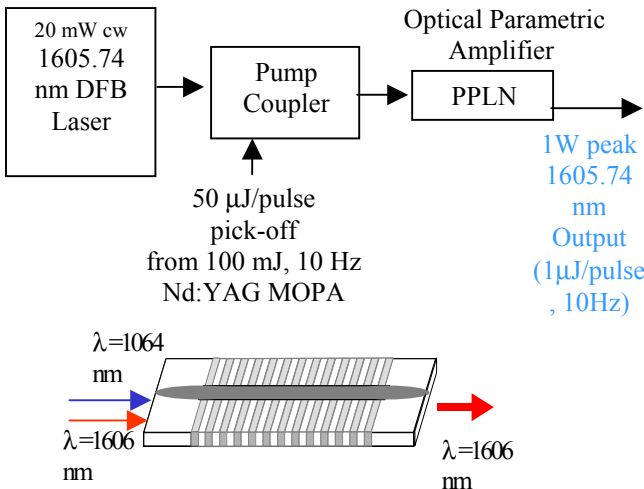 20 mW cw
1605.74
nm DFB
Laser
Pump
Coupler
Optical Parametric
Amplifier
PPLN
1W peak
1605.74
nm
Output
(1μJ/pulse
, 10Hz)
50 μJ/pulse
pick-off
from 100 mJ, 10 Hz
Nd:YAG MOPA
λ=1064
nm
λ=1606
nm
λ=1606
nm